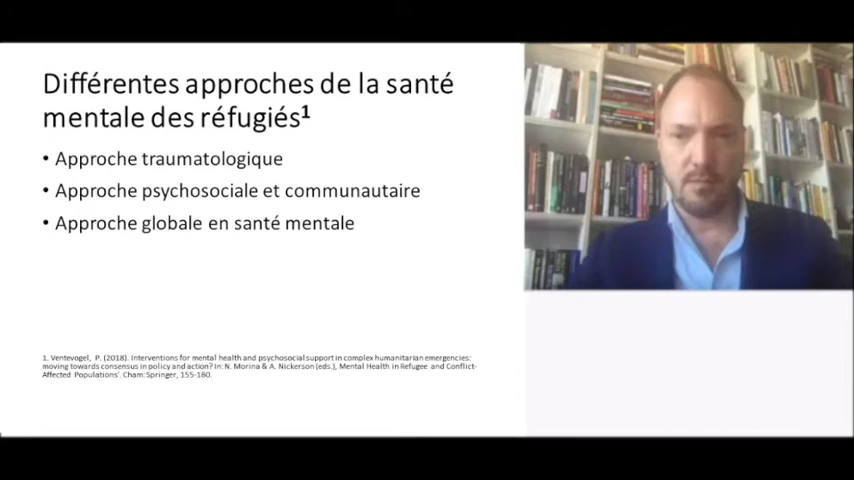 Différentes approches de la santé
mentale des réfugiés¹
• Approche traumatologique
• Approche psychosociale et communautaire
• Approche globale en santé mentale
1. Ventevogel, P. (2018). Interventions for mental health and psychosocial support in complex humanitarian emergencies:
moving towards consensus in policy and action? In: N. Morina & A. Nickerson (eds.), Mental Health in Refugee and Conflict-
Affected Populations'. Cham: Springer, 155-180.